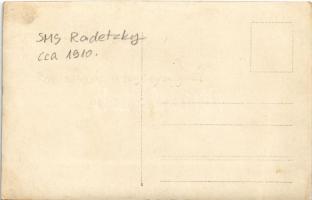 SMS Radetzky
cca 1910.